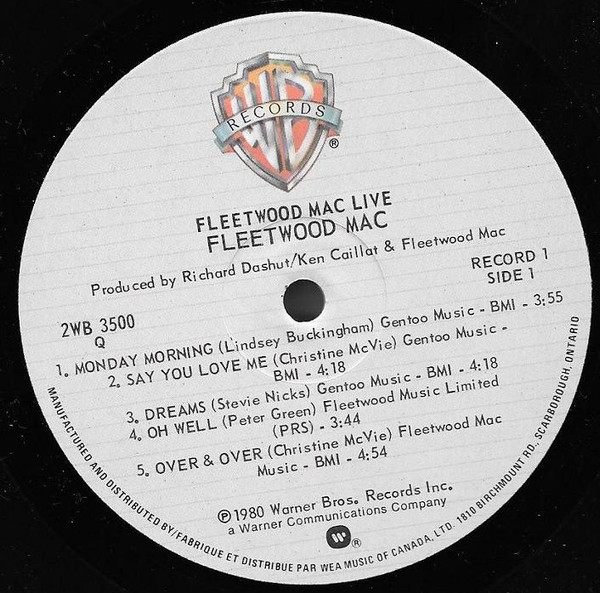 WB
RECORDS
®
FLEETWOOD MAC LIVE
FLEETWOOD MAC
Produced by Richard Dashut/Ken Caillat & Fleetwood Mac
RECORD 1
SIDE 1
2WB 3500
Q
1. MONDAY MORNING (Lindsey Buckingham) Gentoo Music - BMI - 3:55
2. SAY YOU LOVE ME (Christine McVie) Gentoo Music -
BMI - 4:18
3. DREAMS (Stevie Nicks) Gentoo Music - BMI - 4:18
4. OH WELL (Peter Green) Fleetwood Music Limited
(PRS) - 3:44
5. OVER & OVER (Christine McVie) Fleetwood Mac
Music - BMI - 4:54
℗1980 Warner Bros. Records Inc.
a Warner Communications Company
W®
MANUFACTURED AND DISTRIBUTED BY/FABRIQUE ET DISTRIBUE PAR WEA MUSIC OF CANADA, LTD. 1810 BIRCHMOUNT RD., SCARBOROUGH, ONTARIO